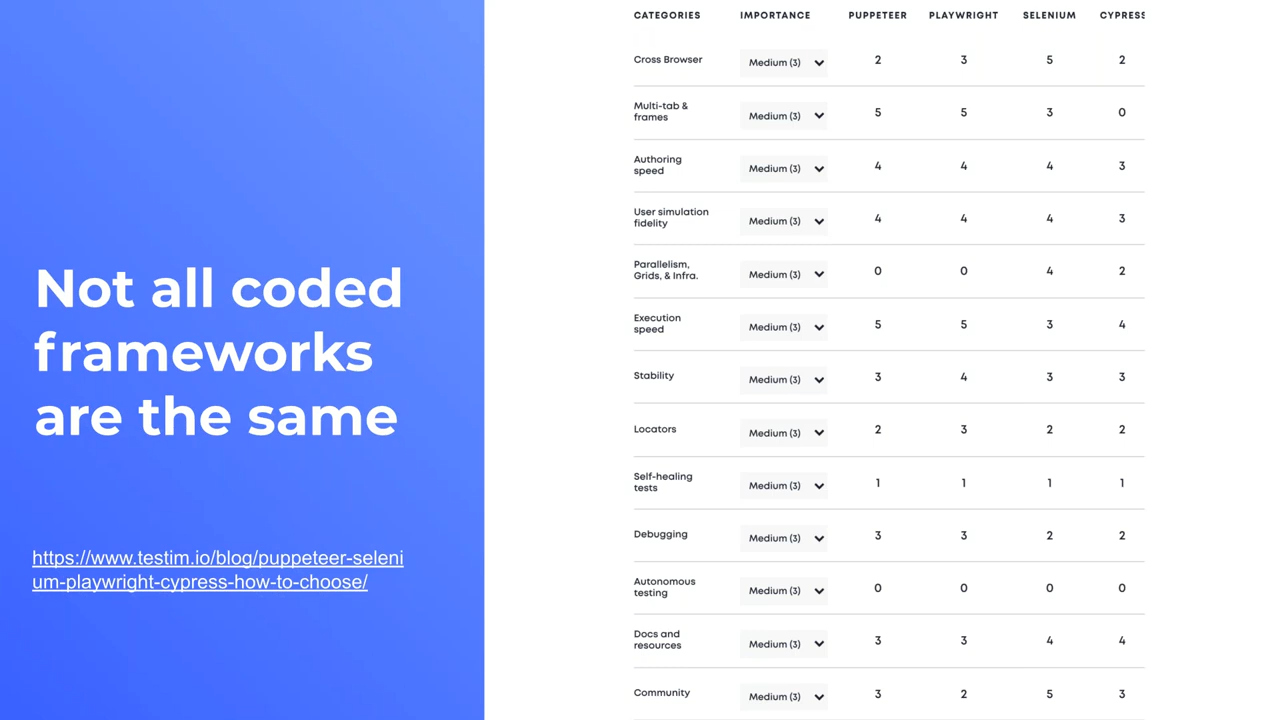 Not all coded
frameworks
are the same
https://www.testim.io/blog/puppeteer-seleni
um-playwright-cypress-how-to-choose/
CATEGORIES IMPORTANCE PUPPETEER PLAYWRIGHT SELENIUM CYPRESS
Cross Browser Medium (3) 2 3 5 2
Multi-tab &
frames Medium (3) 5 5 3 0
Authoring
speed Medium (3) 4 4 4 3
User simulation
fidelity Medium (3) 4 4 4 3
Parallelism,
Grids, & Infra. Medium (3) 0 0 4 2
Execution
speed Medium (3) 5 5 3 4
Stability Medium (3) 3 4 3 3
Locators Medium (3) 2 3 2 2
Self-healing
tests Medium (3) 1 1 1 1
Debugging Medium (3) 3 3 2 2
Autonomous
testing Medium (3) 0 0 0 0
Docs and
resources Medium (3) 3 3 4 4
Community Medium (3) 3 2 5 3